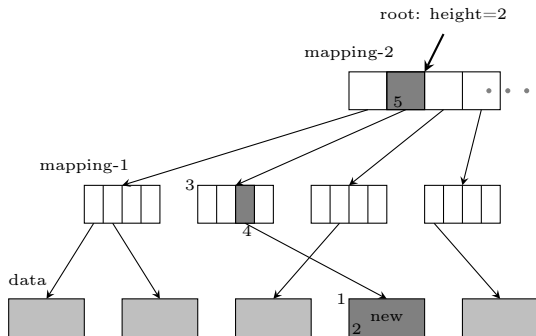 root: height=2
mapping-2
5
mapping-1
3
4
data
1
new
2